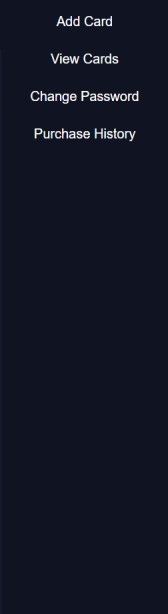 Add Card
View Cards
Change Password
Purchase History